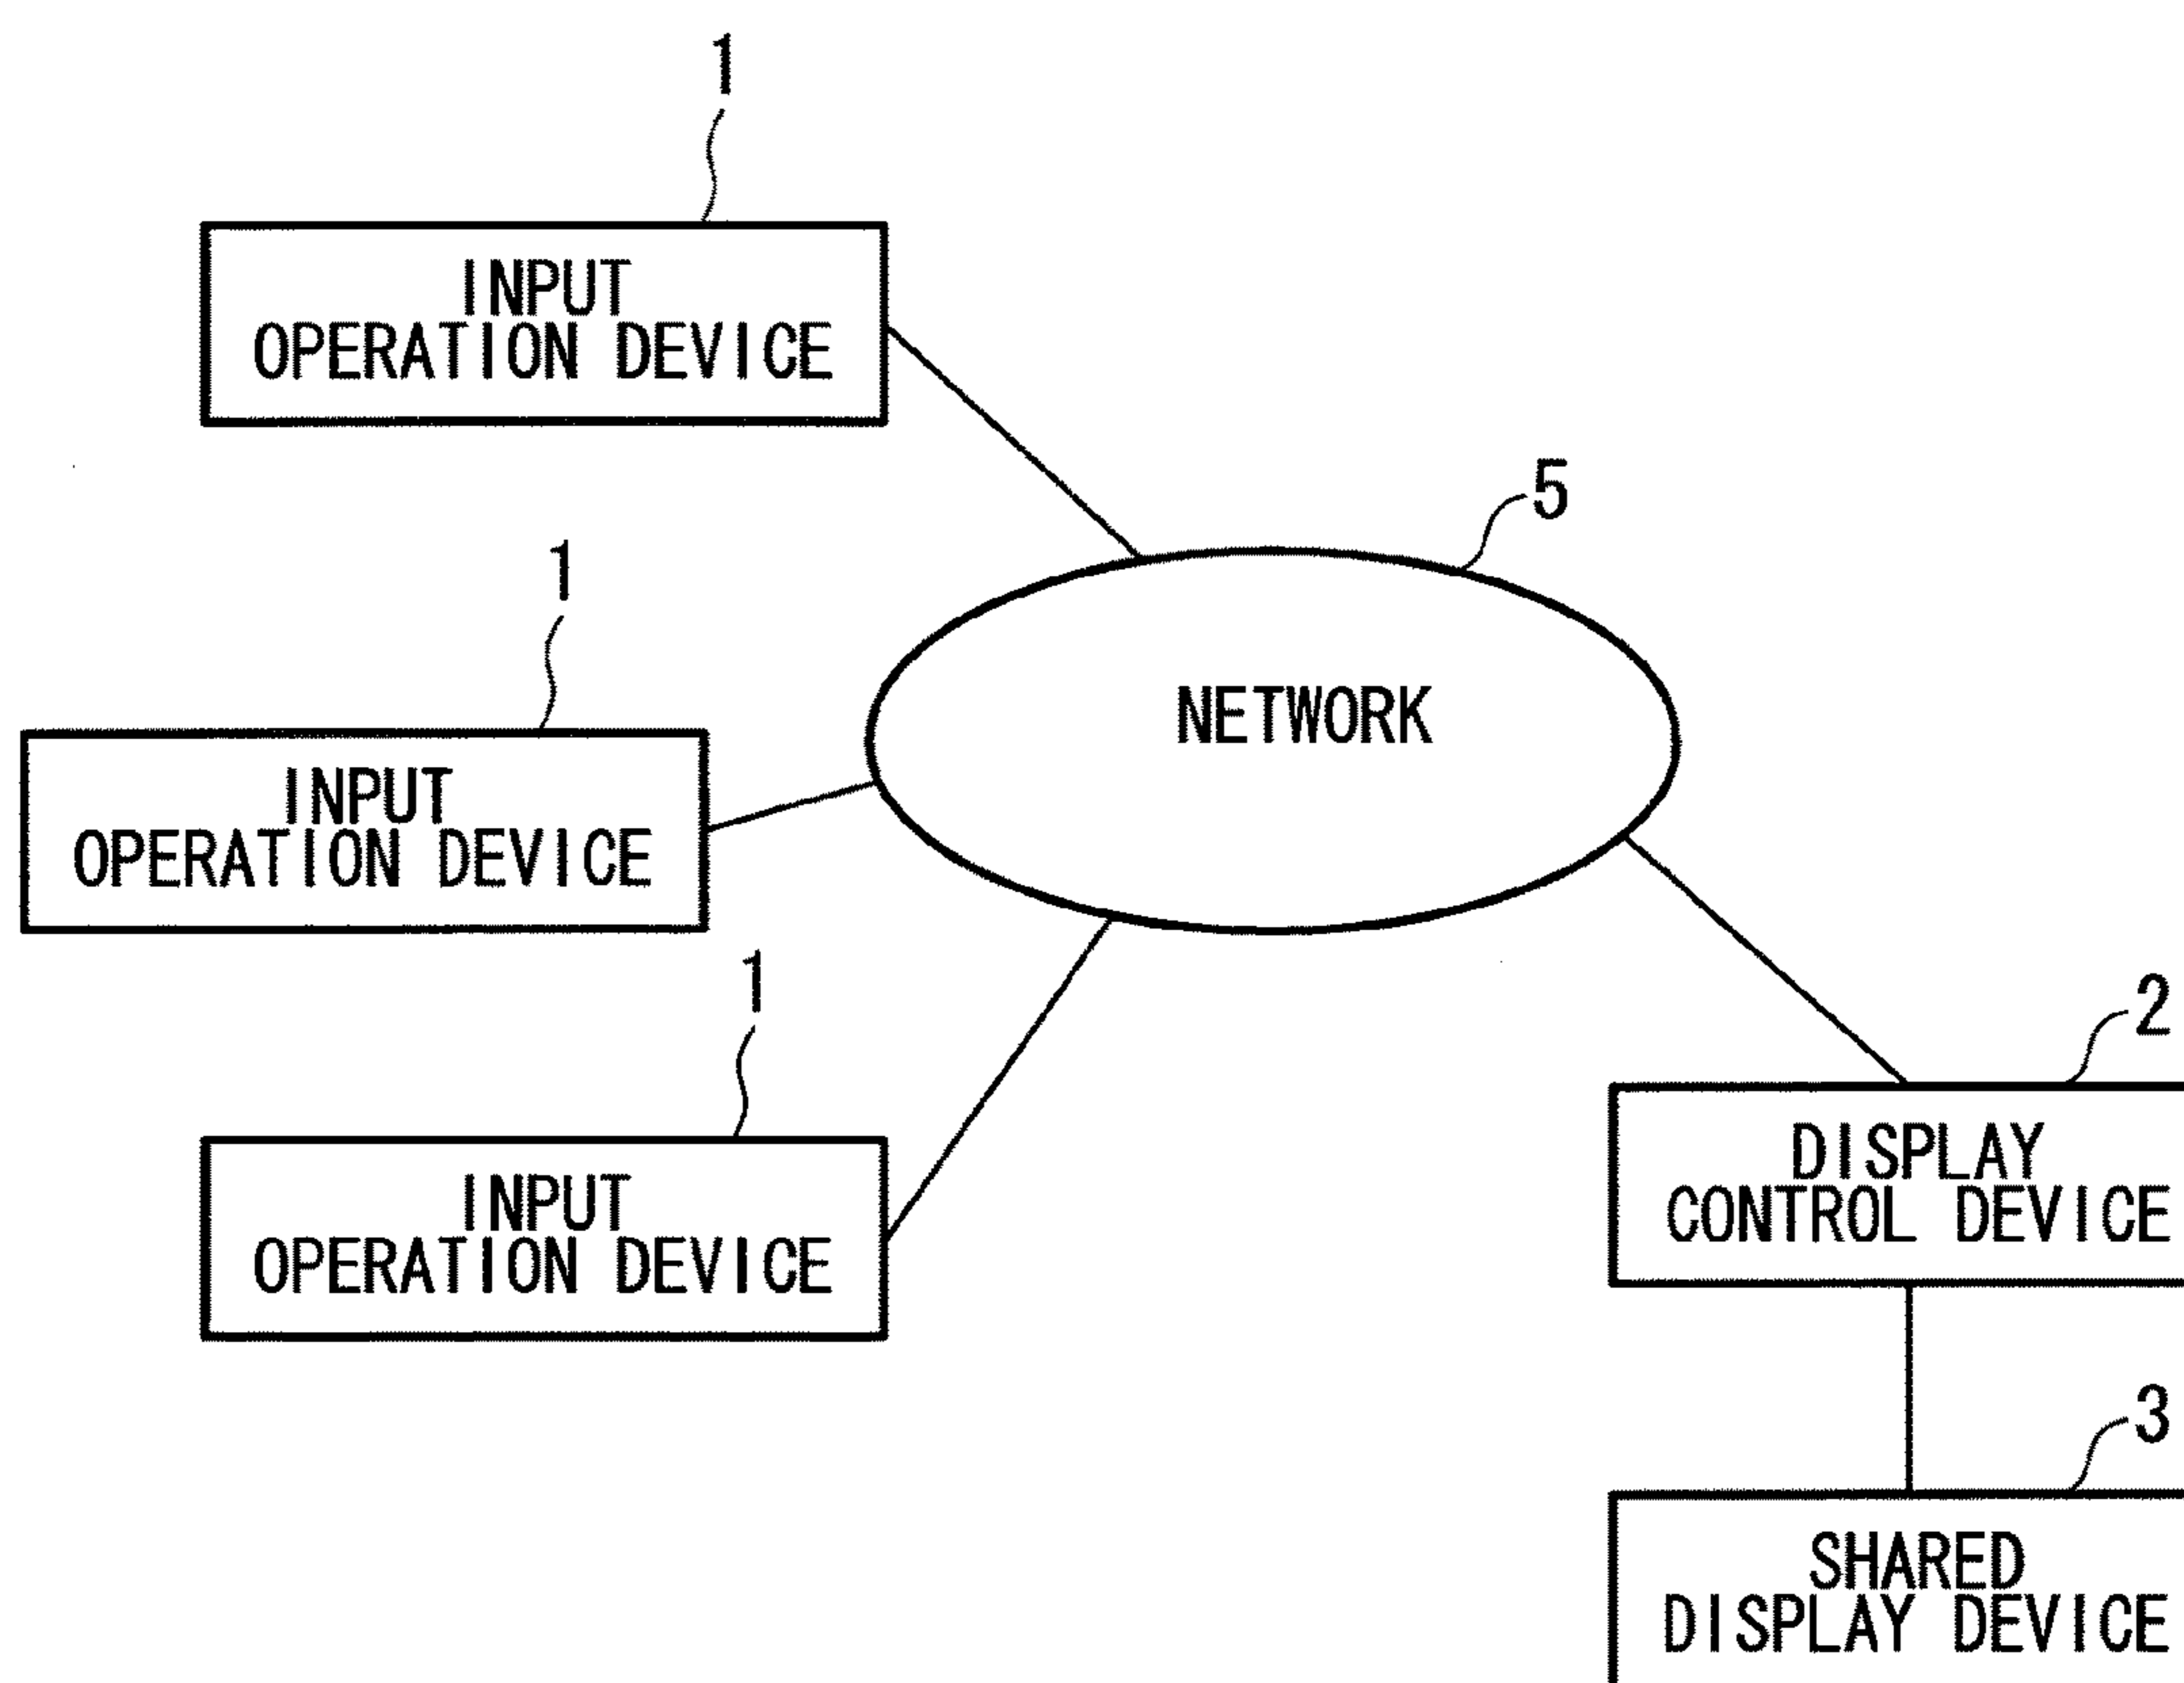 1
INPUT
OPERATION DEVICE
5
1
NETWORK
INPUT
OPERATION DEVICE
1
2
INPUT
OPERATION DEVICE
DISPLAY
CONTROL DEVICE
3
SHARED
DISPLAY DEVICE